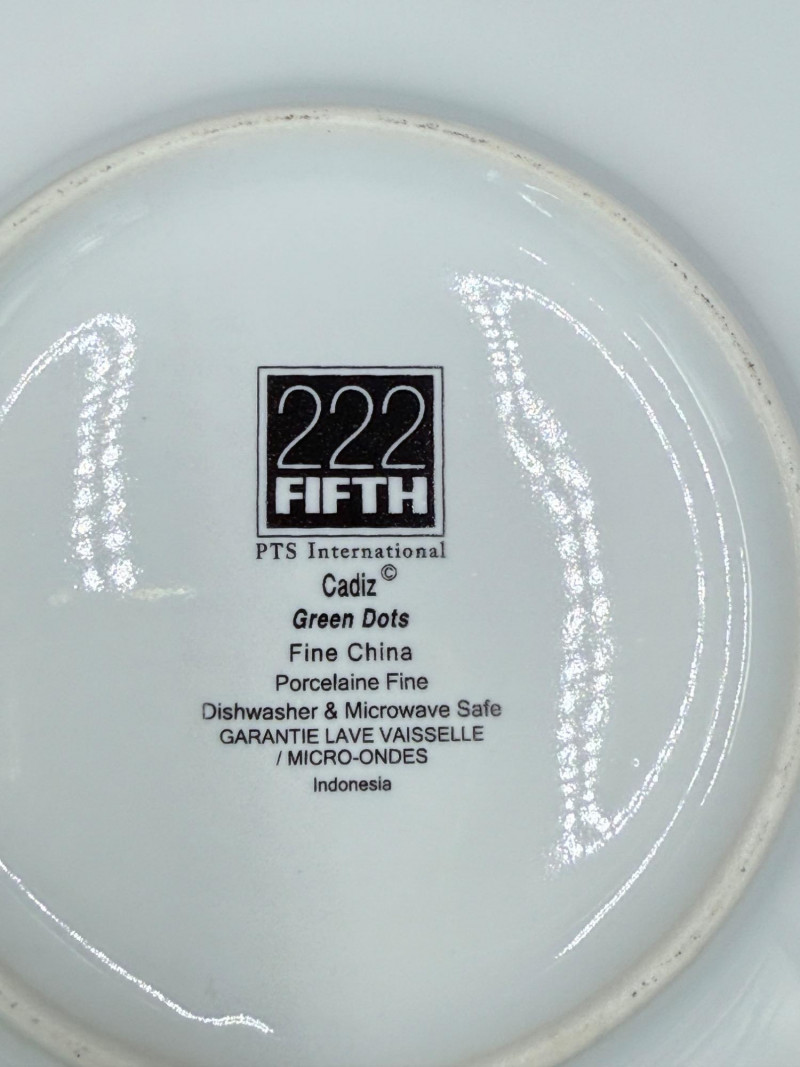 222
FIFTH
PTS International
Cadiz©
Green Dots
Fine China
Porcelaine Fine
Dishwasher & Microwave Safe
GARANTIE LAVE VAISSELLE
/ MICRO-ONDES
Indonesia